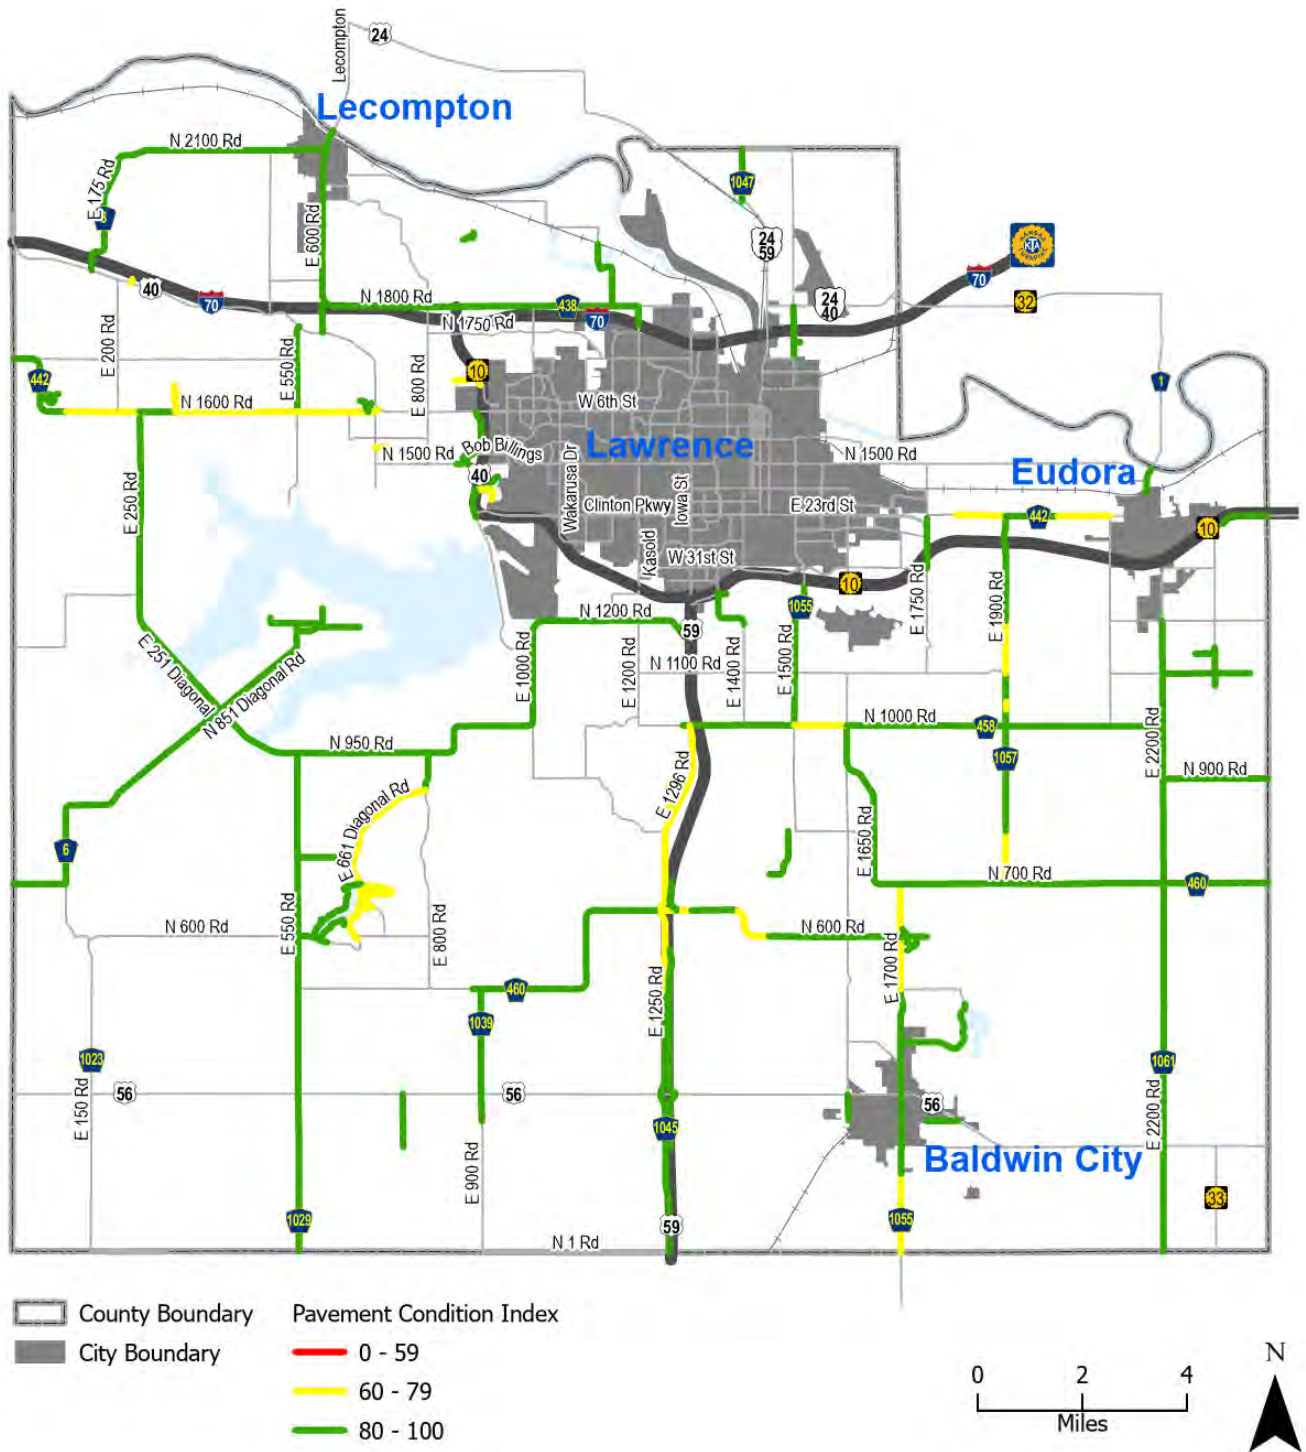 24
Lecompton
Lecompton
N 2100 Rd
E 175 Rd
1047
E 600 Rd
24
59
KANSAS
KTA
TURNPIKE
70
40
70
N 1800 Rd
438
70
24
40
32
N 1750 Rd
E 200 Rd
E 550 Rd
442
E 800 Rd
10
1
N 1600 Rd
W 6th St
N 1500 Rd
Bob Billings
Lawrence
N 1500 Rd
Eudora
40
E 250 Rd
Wakarusa Dr
Clinton Pkwy
Iowa St
E 23rd St
442
10
Kasold
W 31st St
10
E 1750 Rd
E 1900 Rd
N 1200 Rd
1055
59
E 251 Diagonal
N 851 Diagonal Rd
E 1000 Rd
E 1200 Rd
N 1100 Rd
E 1400 Rd
E 1500 Rd
N 950 Rd
N 1000 Rd
458
E 2200 Rd
1057
N 900 Rd
E 1296 Rd
E 661 Diagonal Rd
6
E 1650 Rd
N 700 Rd
460
N 600 Rd
E 550 Rd
E 800 Rd
N 600 Rd
E 1700 Rd
460
E 1250 Rd
1039
1023
1061
56
56
56
E 150 Rd
1045
E 2200 Rd
E 900 Rd
Baldwin City
33
1029
59
1055
N 1 Rd
County Boundary
City Boundary
Pavement Condition Index
0 - 59
60 - 79
80 - 100
0 2 4
Miles
N